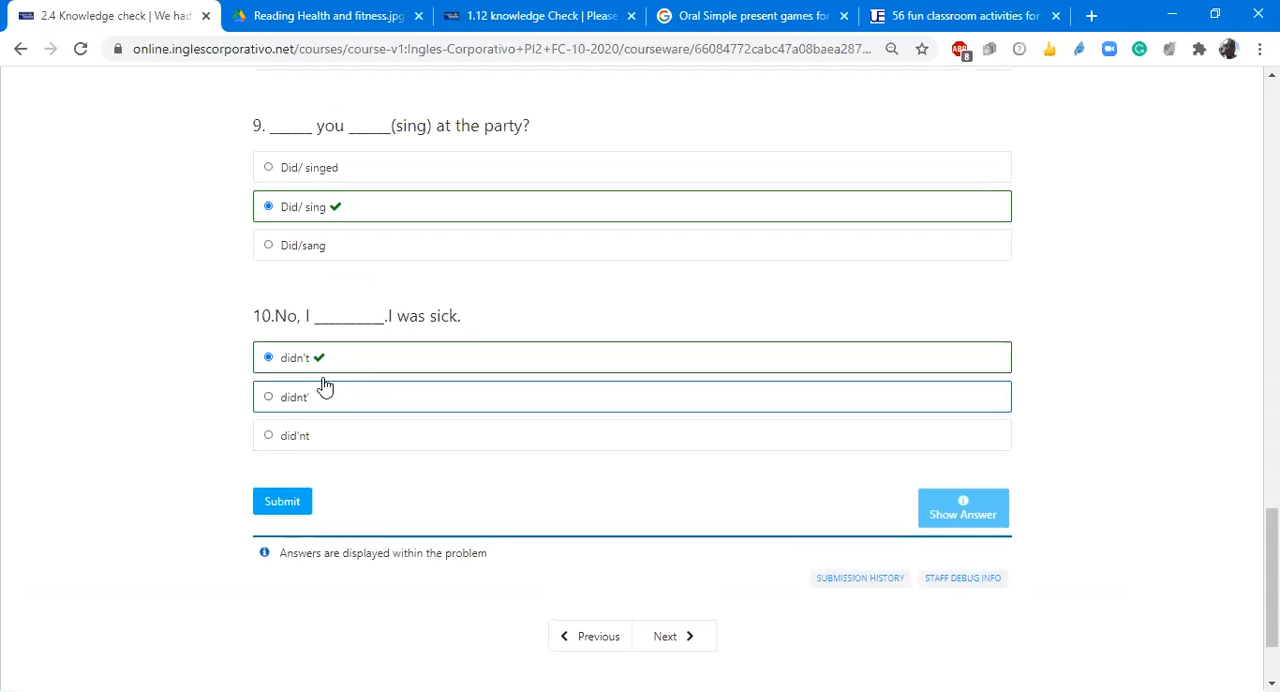 2.4 Knowledge check | We had
Reading Health and fitness.jpg
1.12 knowledge Check | Please
Oral Simple present games for
56 fun classroom activities for
online.inglescorporativo.net/courses/course-v1:Ingles-Corporativo+PI2+FC-10-2020/courseware/66084772cabc47a08baea287...
ABP
8
9. _____ you _____(sing) at the party?
Did/ singed
Did/ sing
Did/sang
10.No, I _________.I was sick.
didn't
didnt'
did'nt
Submit
Show Answer
Answers are displayed within the problem
SUBMISSION HISTORY
STAFF DEBUG INFO
Previous
Next